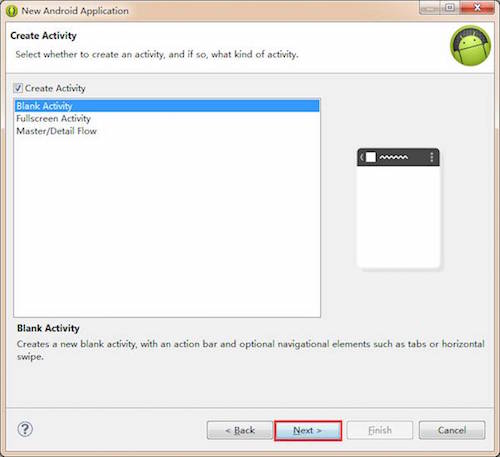 New Android Application
Create Activity
Select whether to create an activity, and if so, what kind of activity.
Create Activity
Blank Activity
Fullscreen Activity
Master/Detail Flow
Blank Activity
Creates a new blank activity, with an action bar and optional navigational elements such as tabs or horizontal
swipe.
< Back Next > Finish Cancel